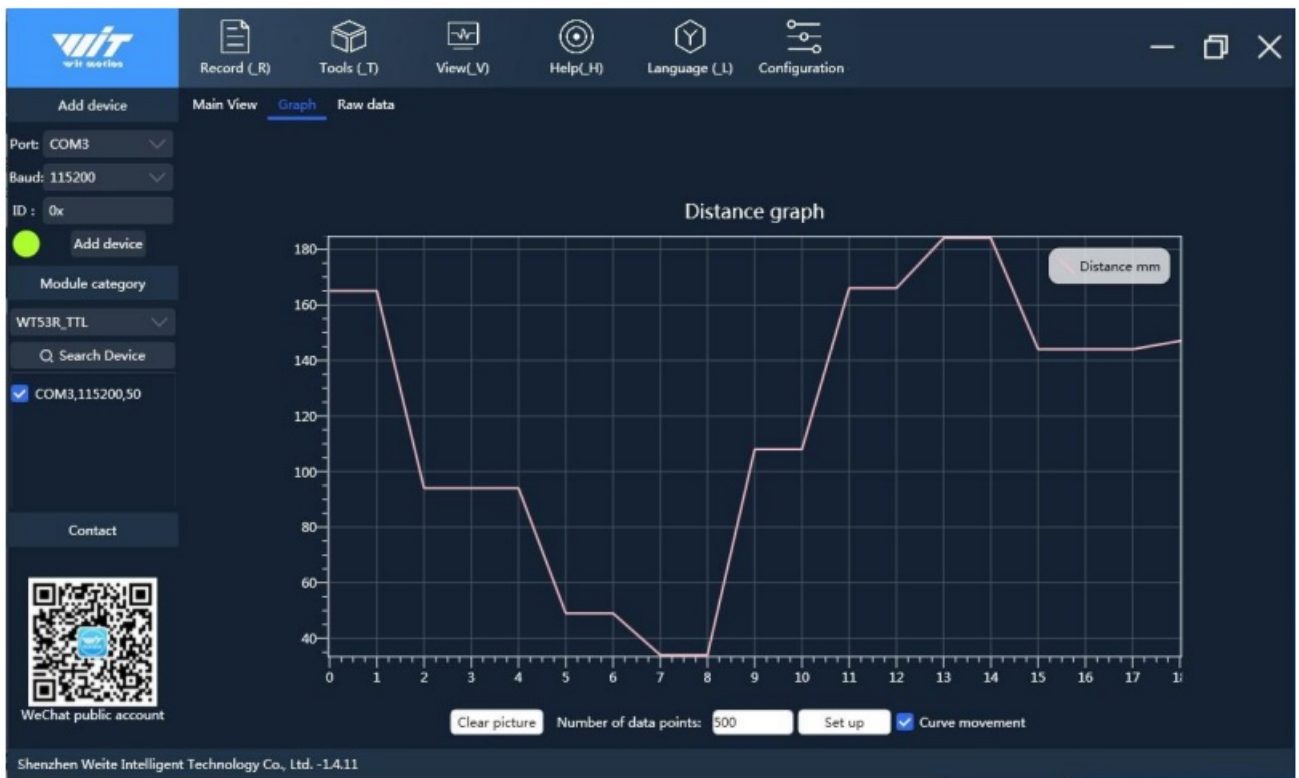 WiT
wit motion
Record (_R)
Tools (_T)
View(_V)
Help(_H)
Language (_L)
Configuration
Add device
Main View
Graph
Raw data
Port: COM3
Baud: 115200
ID : 0x
Add device
Module category
WT53R_TTL
Search Device
COM3,115200,50
Contact
WeChat public account
Distance graph
Distance mm
180
160
140
120
100
80
60
40
0 1 2 3 4 5 6 7 8 9 10 11 12 13 14 15 16 17
Clear picture
Number of data points: 500
Set up
Curve movement
Shenzhen Weite Intelligent Technology Co., Ltd. -1.4.11